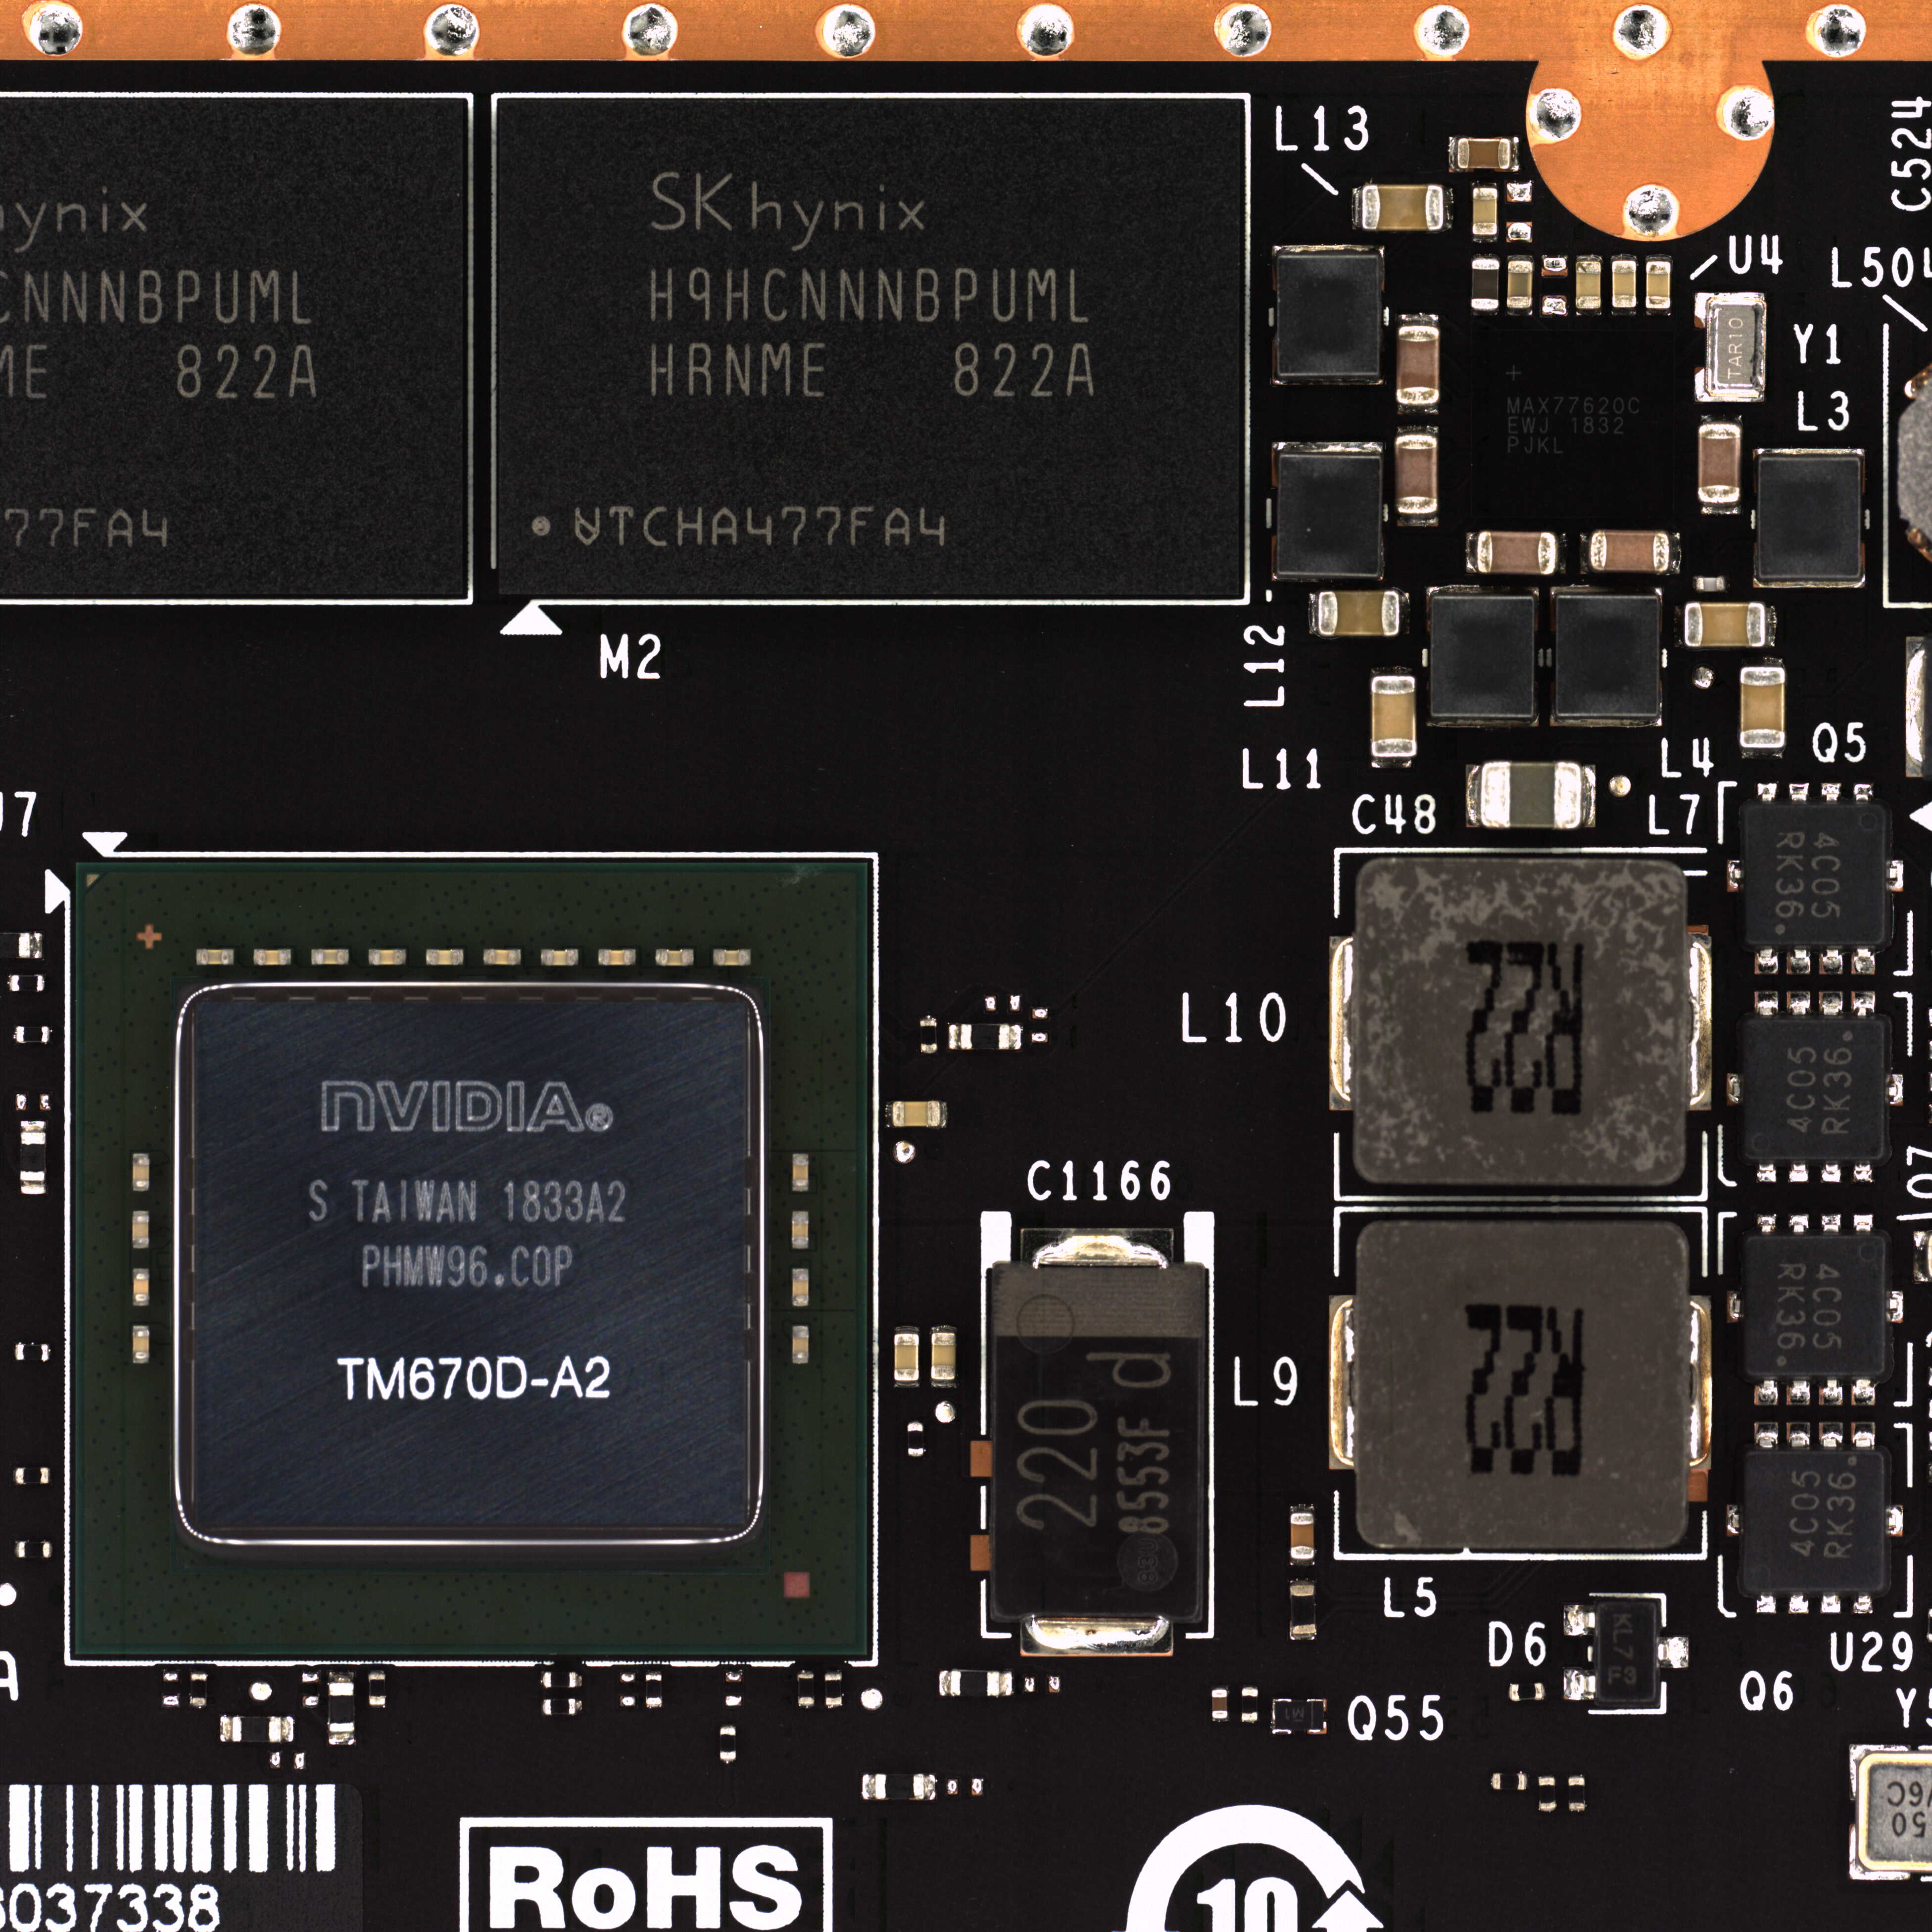 ynix
CNNNBPUML
ME 822A
77FA4
SK hynix
H9HCNNNBPUML
HRNME 822A
VTCHA477FA4
M2
L13
C524
U4
L504
TAR10
Y1
L3
MAX77620C
EWJ 1832
PJKL
L12
L11
L4
Q5
C48
L7
4C05
RK36.
L10
R22
4C05
RK36.
U7
NVIDIA®
S TAIWAN 1833A2
PHMW96.C0P
TM670D-A2
C1166
220
8553F d
L9
R22
4C05
RK36.
4C05
RK36.
L5
D6
KL7
F3
Q6
U29
Q55
037338
RoHS
10